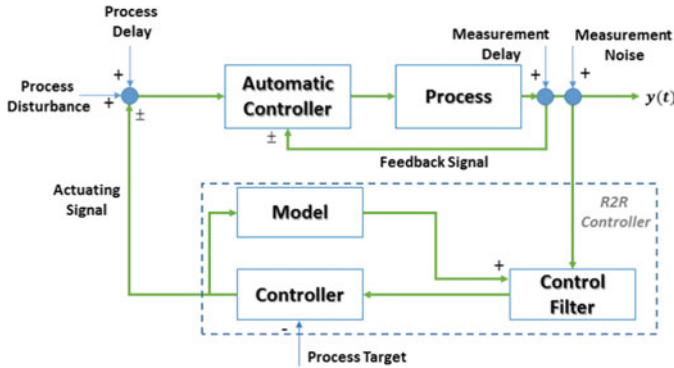 Process
Delay
Measurement
Delay
Measurement
Noise
+
+
+
Process
Disturbance
+
±
Automatic
Controller
Process
y(t)
±
Feedback Signal
Actuating
Signal
Model
R2R
Controller
+
Controller
Control
Filter
-
Process Target